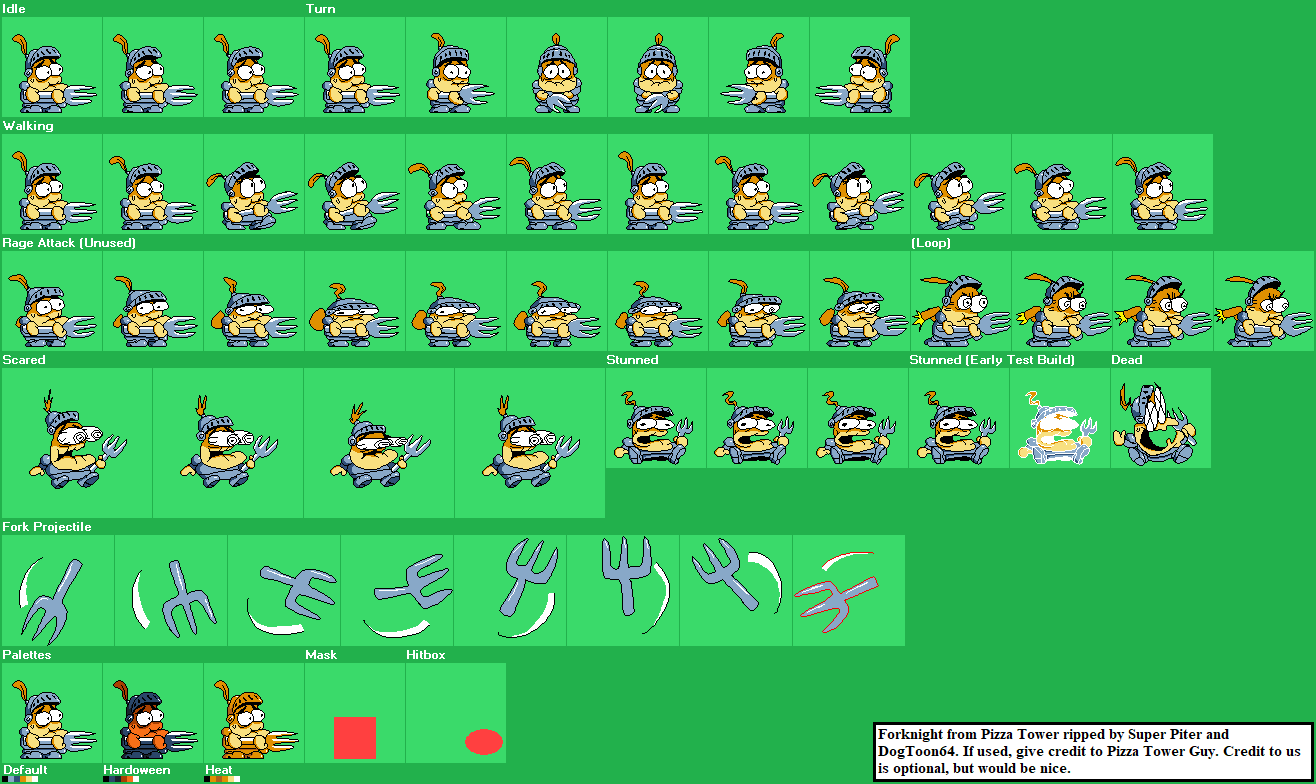 Idle
Turn
Walking
Rage Attack (Unused)
(Loop)
Scared
Stunned
Stunned (Early Test Build)
Dead
Fork Projectile
Palettes
Mask
Hitbox
Default
Hardoween
Heat
Forknight from Pizza Tower ripped by Super Piter and
DogToon64. If used, give credit to Pizza Tower Guy. Credit to us
is optional, but would be nice.